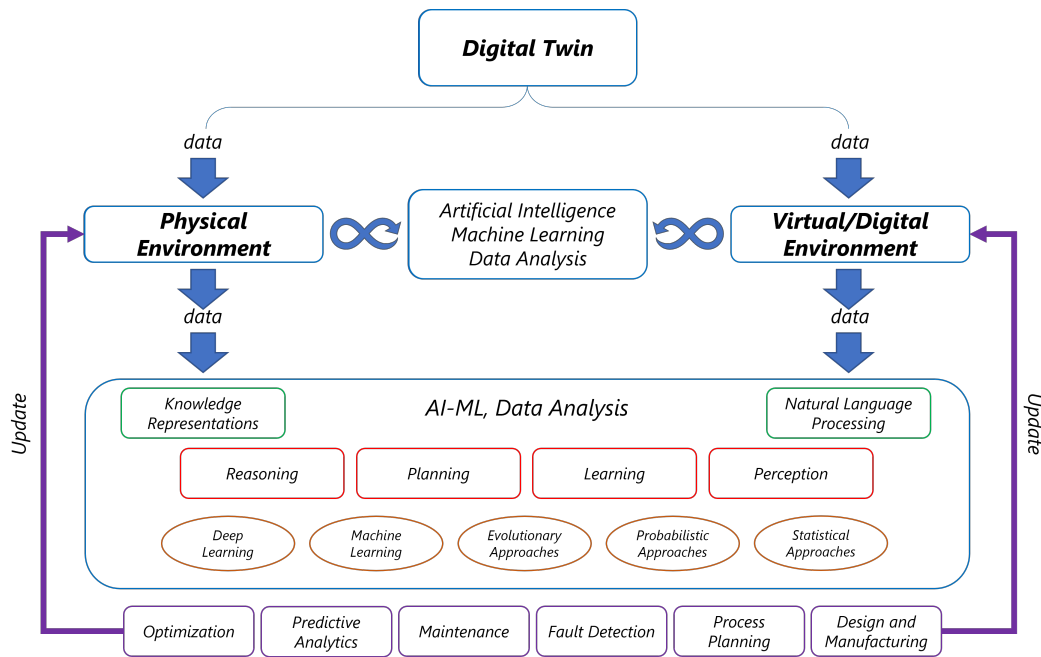 Digital Twin
data
data
Physical
Environment
Artificial Intelligence
Machine Learning
Data Analysis
Virtual/Digital
Environment
data
data
Update
Update
Knowledge
Representations
AI-ML, Data Analysis
Natural Language
Processing
Reasoning
Planning
Learning
Perception
Deep
Learning
Machine
Learning
Evolutionary
Approaches
Probabilistic
Approaches
Statistical
Approaches
Optimization
Predictive
Analytics
Maintenance
Fault Detection
Process
Planning
Design and
Manufacturing